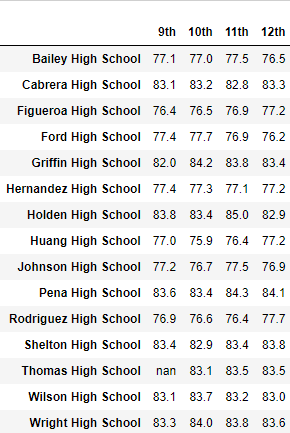 9th 10th 11th 12th
Bailey High School 77.1 77.0 77.5 76.5
Cabrera High School 83.1 83.2 82.8 83.3
Figueroa High School 76.4 76.5 76.9 77.2
Ford High School 77.4 77.7 76.9 76.2
Griffin High School 82.0 84.2 83.8 83.4
Hernandez High School 77.4 77.3 77.1 77.2
Holden High School 83.8 83.4 85.0 82.9
Huang High School 77.0 75.9 76.4 77.2
Johnson High School 77.2 76.7 77.5 76.9
Pena High School 83.6 83.4 84.3 84.1
Rodriguez High School 76.9 76.6 76.4 77.7
Shelton High School 83.4 82.9 83.4 83.8
Thomas High School nan 83.1 83.5 83.5
Wilson High School 83.1 83.7 83.2 83.0
Wright High School 83.3 84.0 83.8 83.6